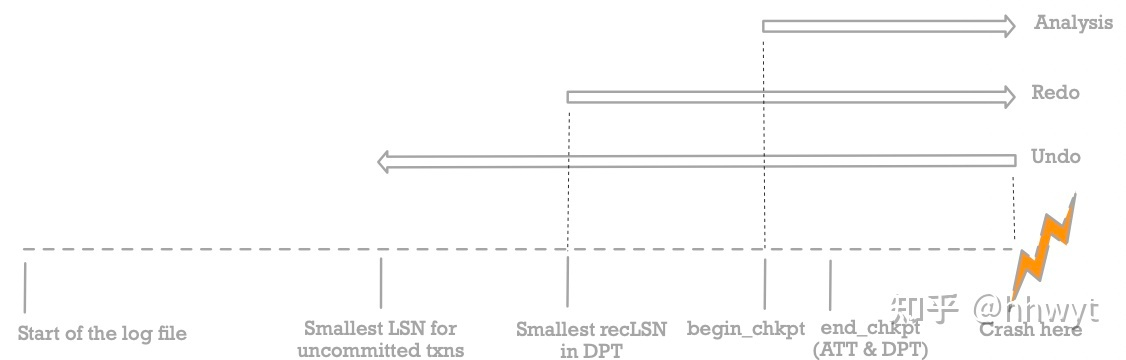 Analysis
Redo
Undo
Start of the log file
Smallest LSN for
uncommitted txns
Smallest recLSN
in DPT
begin_chkpt
end_chkpt
(ATT & DPT)
Crash here
知乎 @hhwyt